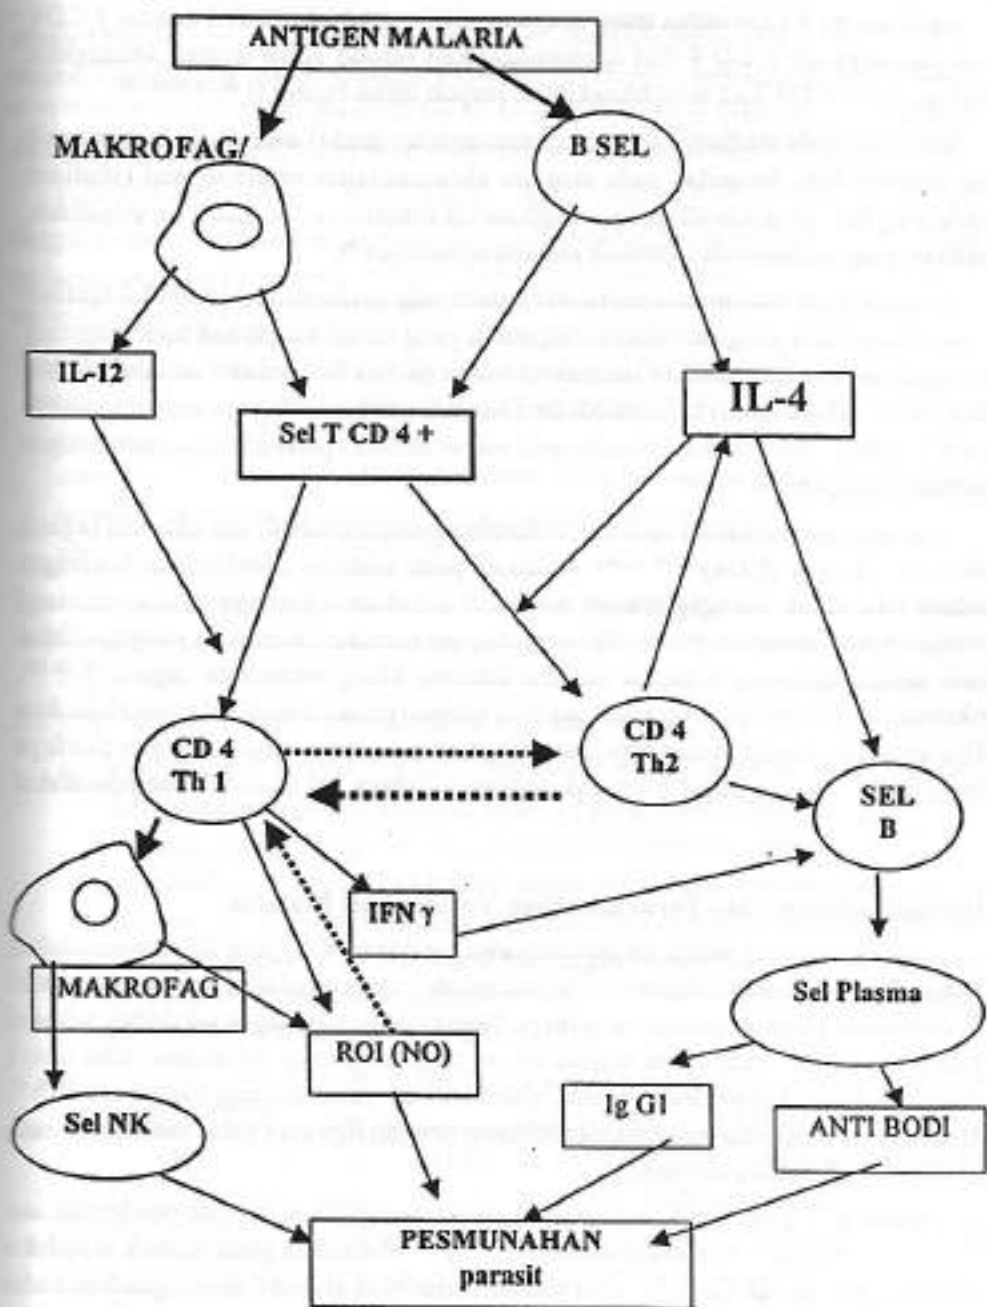 ANTIGEN MALARIA
MAKROFAG/
B SEL
IL-12
IL-4
Sel T CD 4 +
CD 4
Th 1
CD 4
Th2
SEL
B
IFN γ
MAKROFAG
Sel Plasma
ROI (NO)
Ig G1
Sel NK
ANTI BODI
PESMUNAHAN
parasit